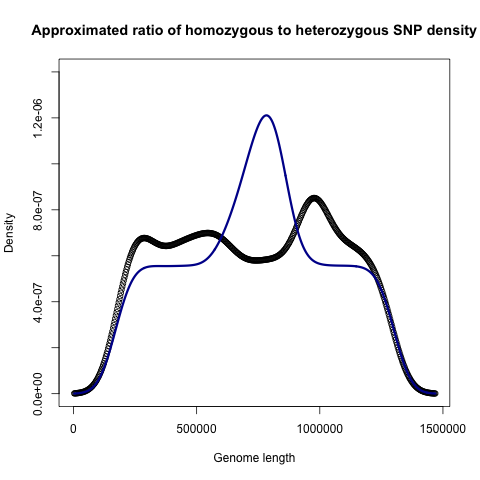 Approximated ratio of homozygous to heterozygous SNP density
Density
0.0e+00
4.0e-07
8.0e-07
1.2e-06
0
500000
1000000
1500000
Genome length